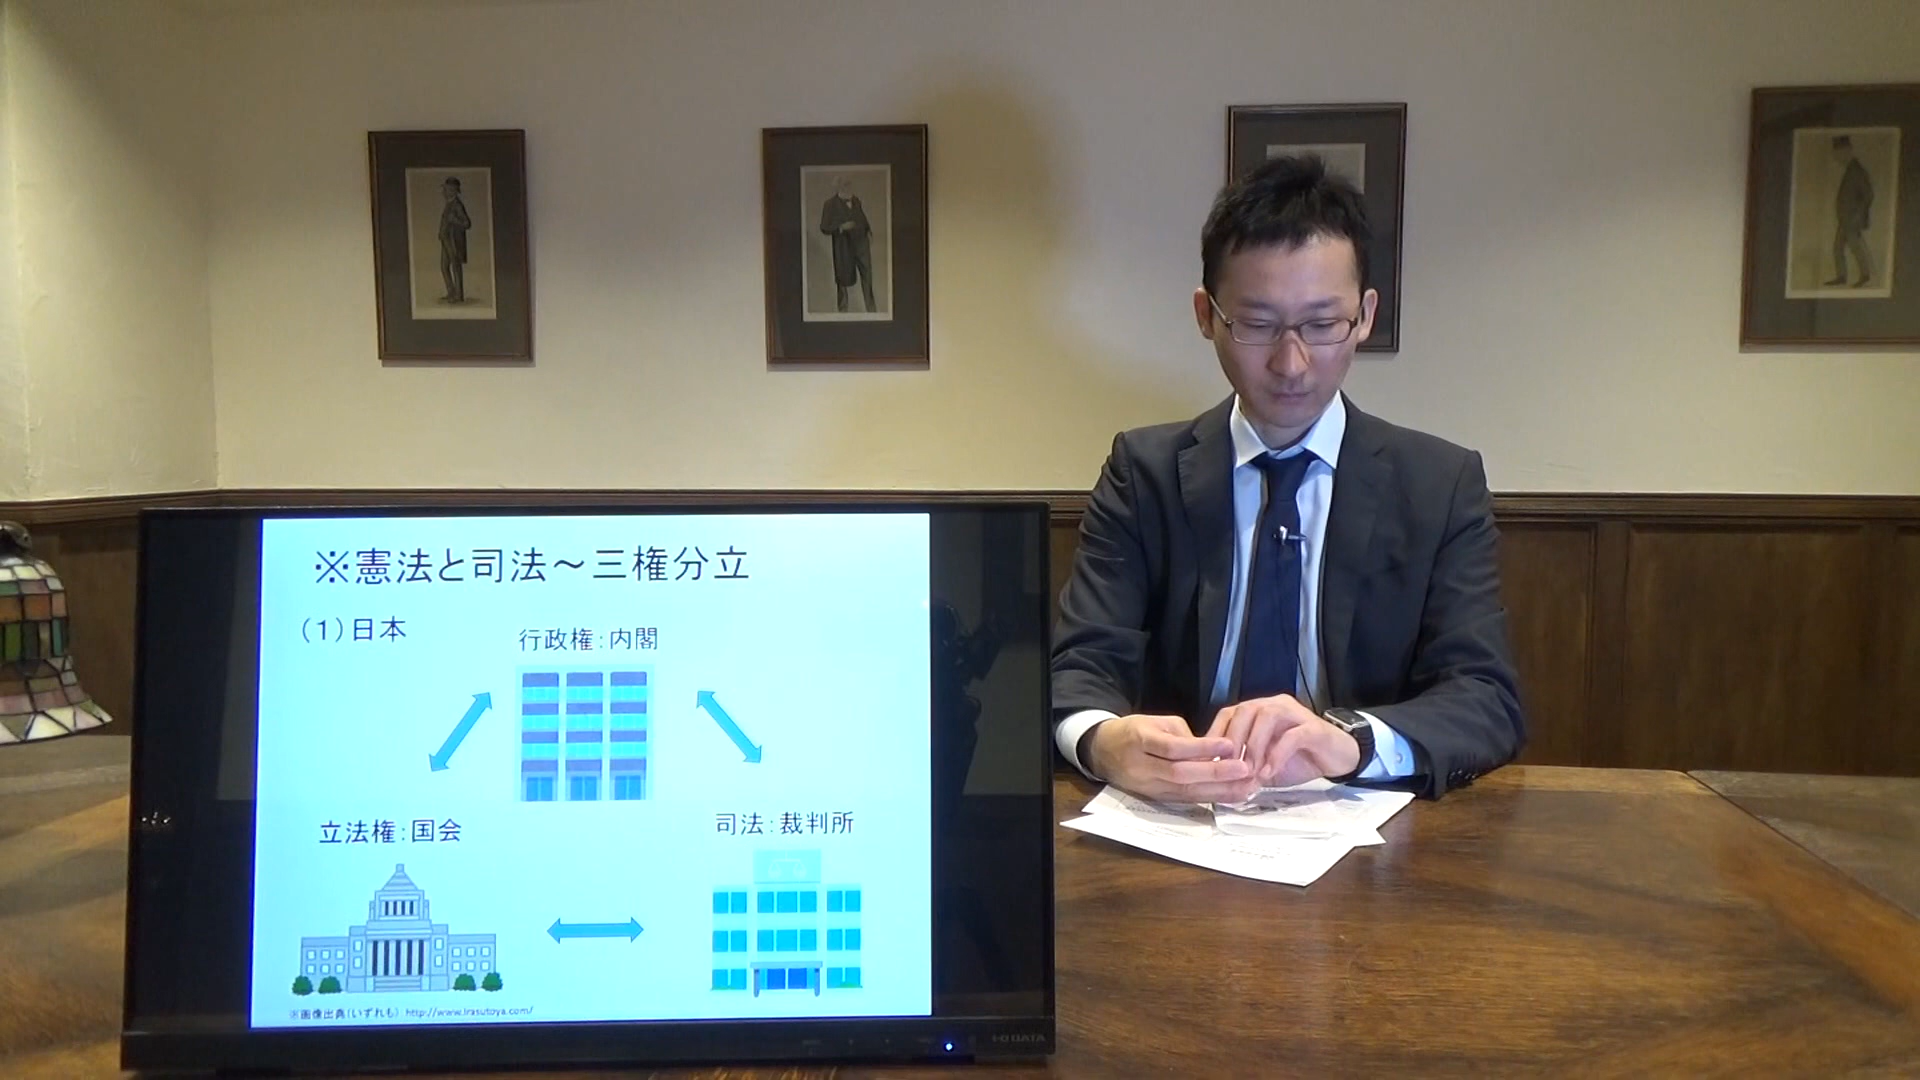 ※憲法と司法～三権分立
(1)日本
行政権:内閣
立法権:国会
司法:裁判所
※画像出典(いずれも) http://www.irasutoya.com/
I-O DATA